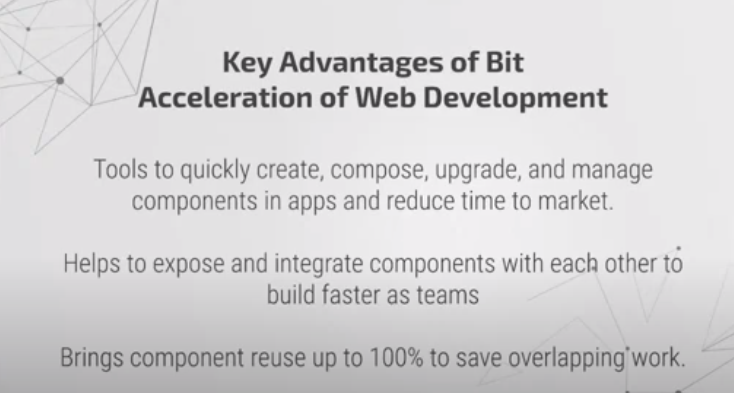 Key Advantages of Bit
Acceleration of Web Development
Tools to quickly create, compose, upgrade, and manage
components in apps and reduce time to market.
Helps to expose and integrate components with each other to
build faster as teams
Brings component reuse up to 100% to save overlapping work.